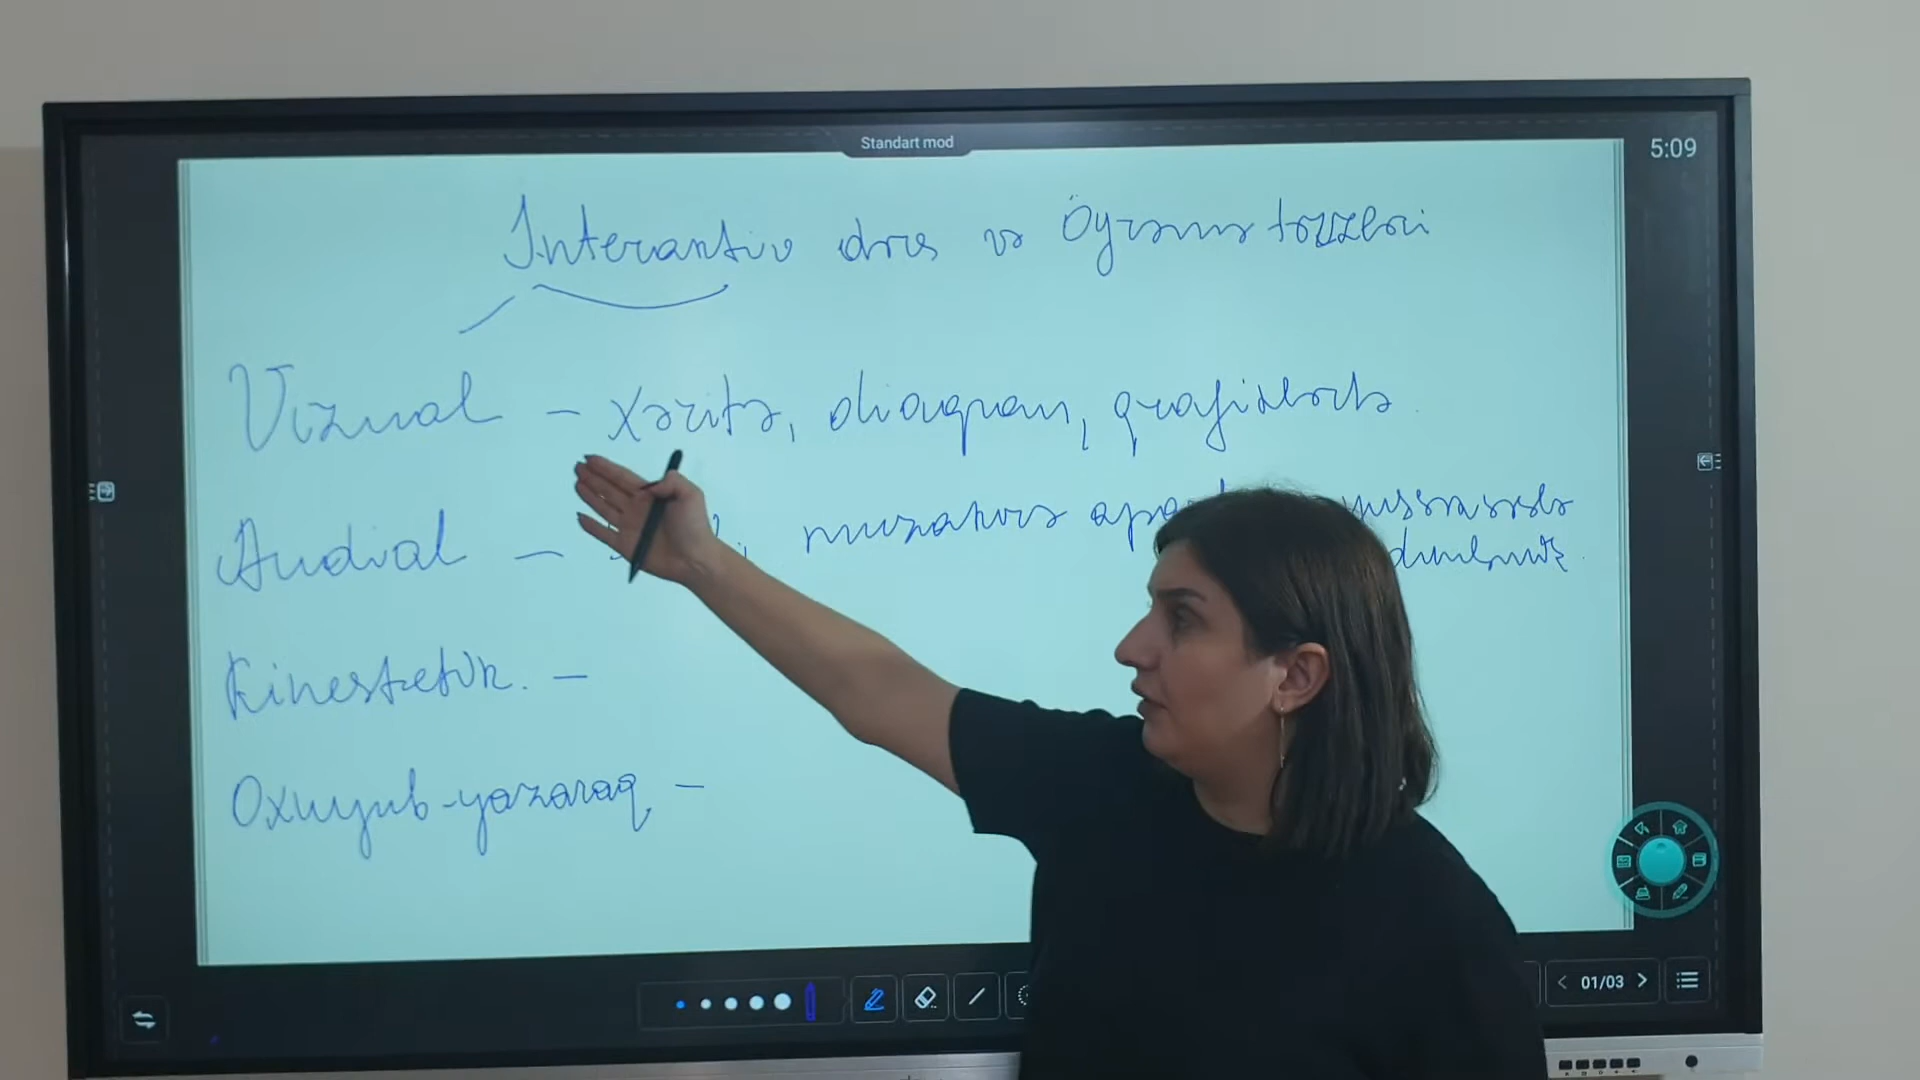 Standart mod
5:09
İnteraktiv dərs və Öyrənmə tərzləri
Vizual – xəritə, diaqram, qrafiklərlə
Audial – müzakirə
dinləmək
Kinestetik. –
Oxuyub-yazaraq –
01/03